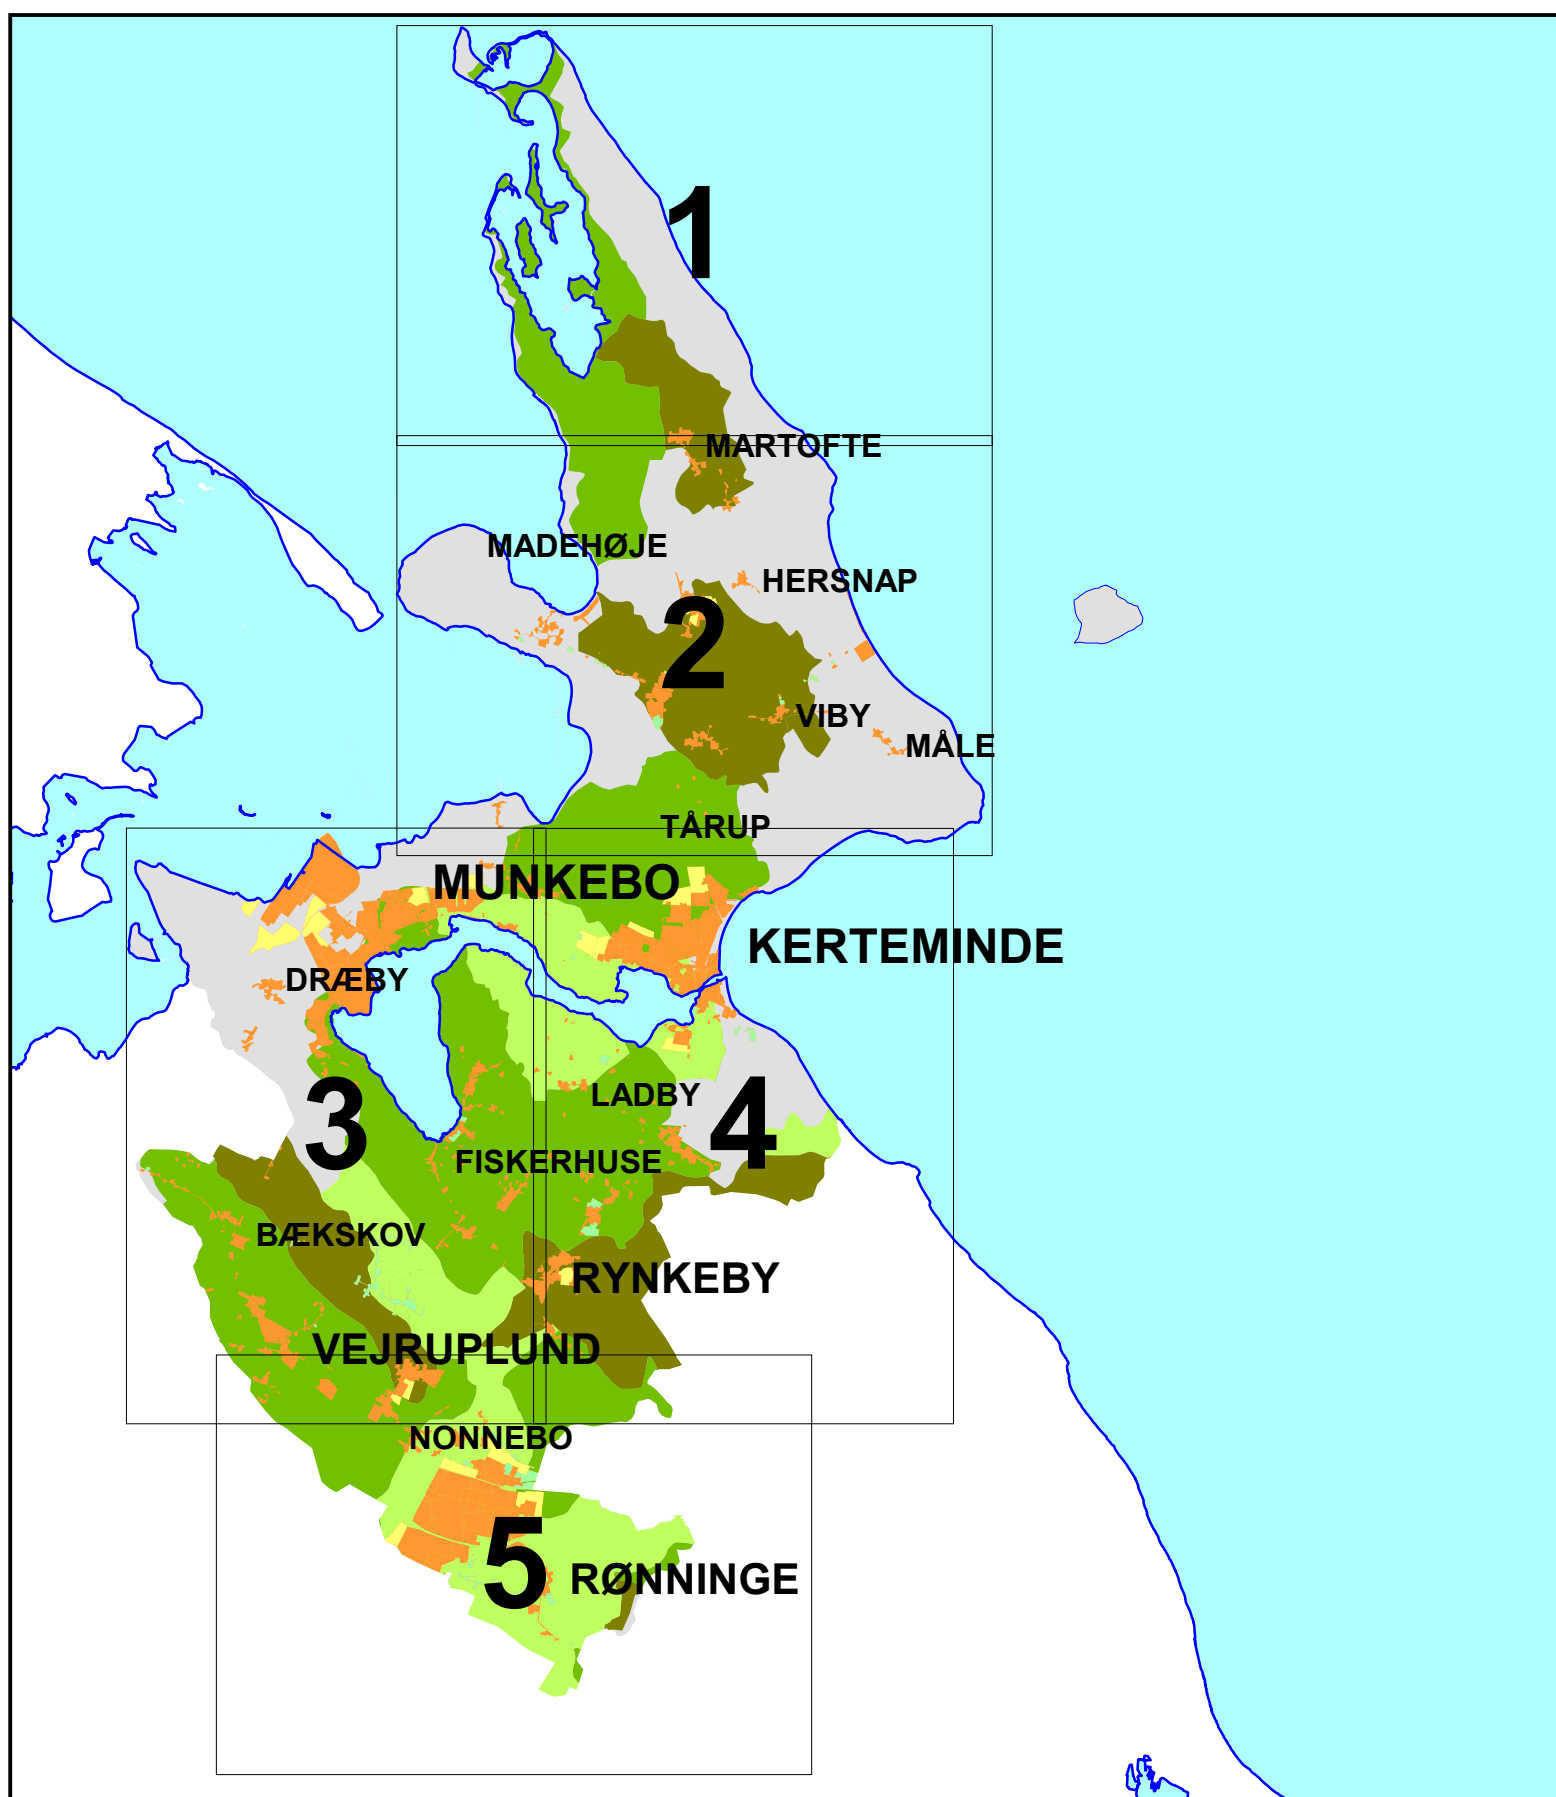 1
MARTOFTE
MADEHØJE
HERSNAP
2
VIBY
MÅLE
TÅRUP
MUNKEBO
KERTEMINDE
DRÆBY
LADBY
3
4
FISKERHUSE
BÆKSKOV
RYNKEBY
VEJRUPLUND
NONNEBO
5
RØNNINGE